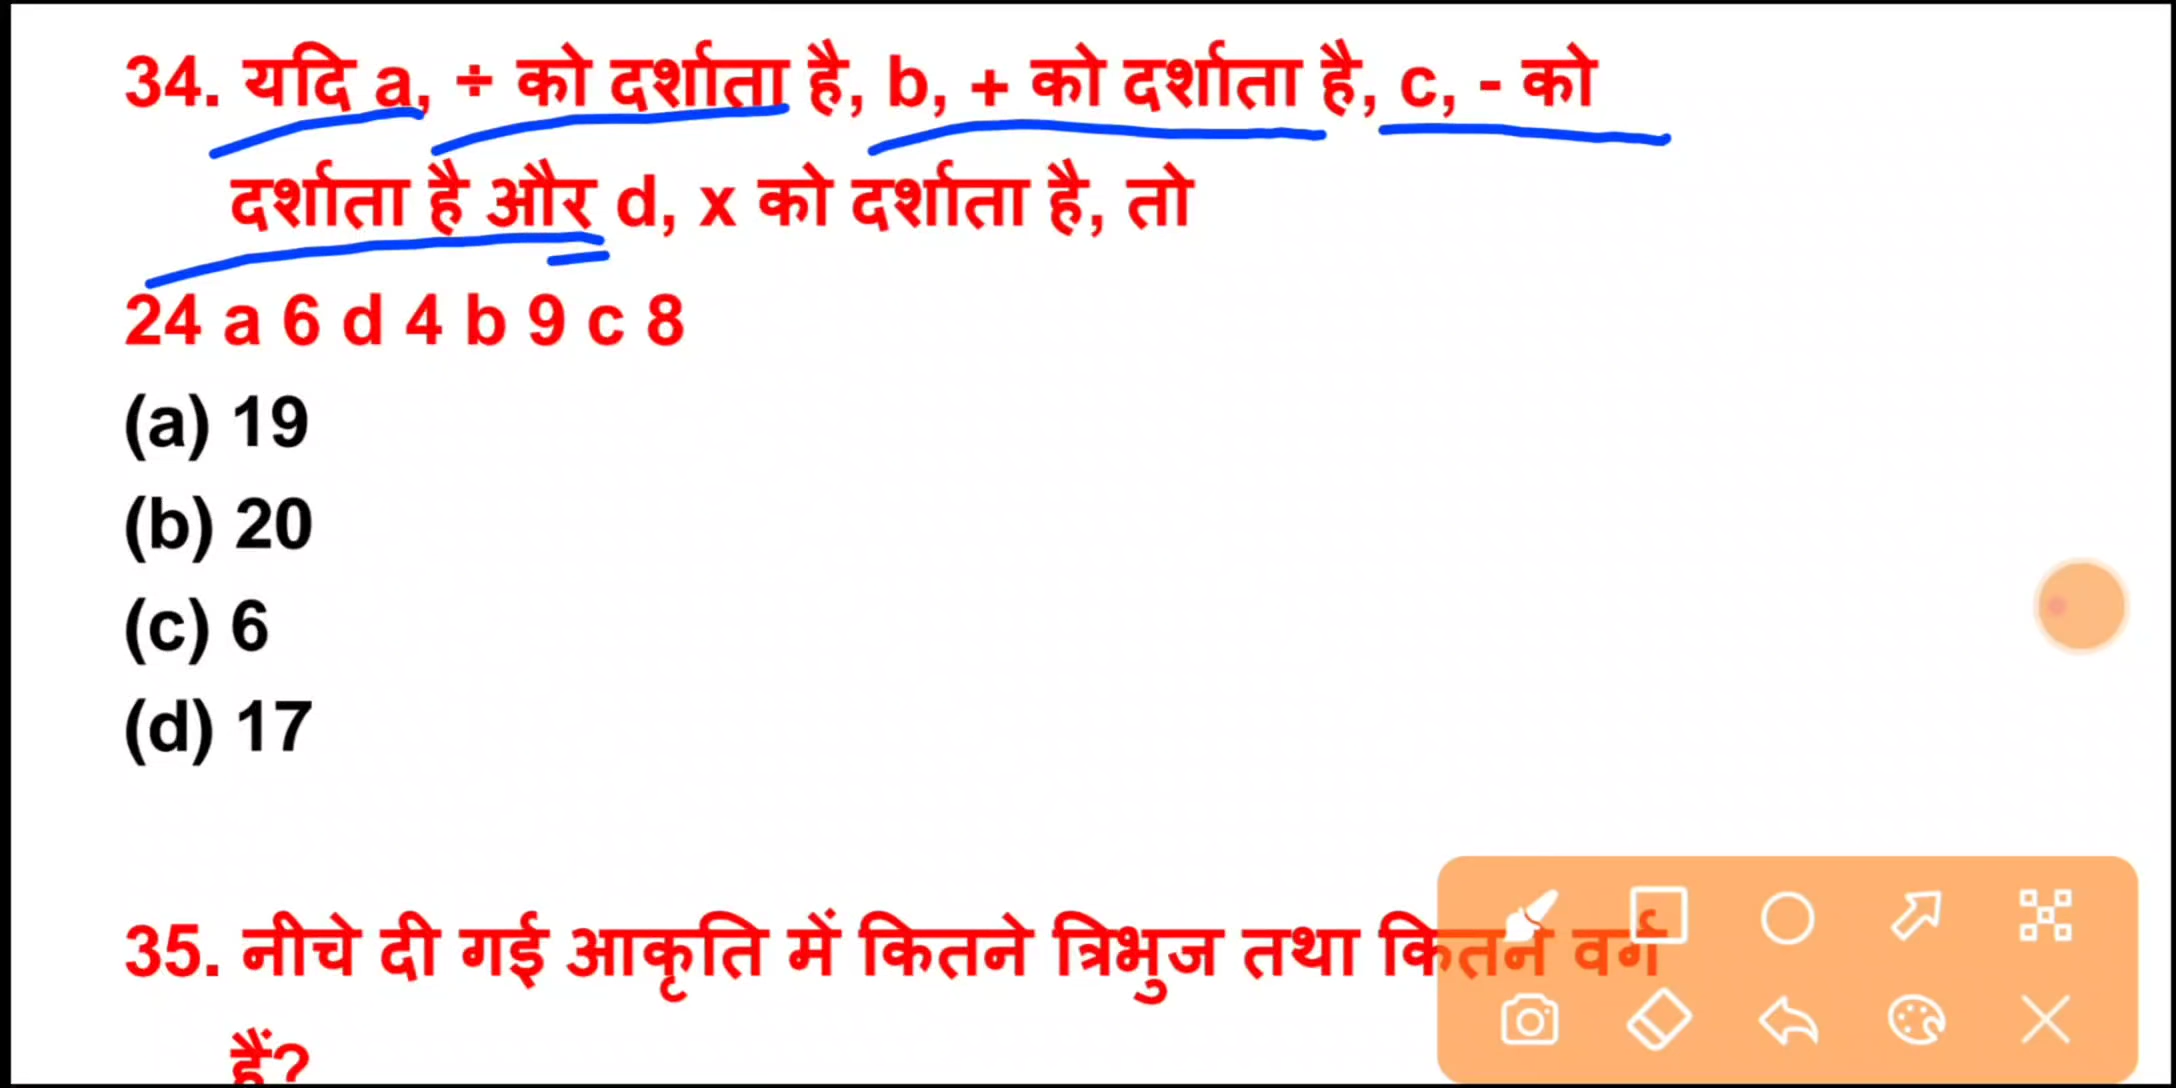 34. यदि a, ÷ को दर्शाता है, b, + को दर्शाता है, c, - को
दर्शाता है और d, x को दर्शाता है, तो
24 a 6 d 4 b 9 c 8
(a) 19
(b) 20
(c) 6
(d) 17
35. नीचे दी गई आकृति में कितने त्रिभुज तथा कितने वर्ग
हैं?